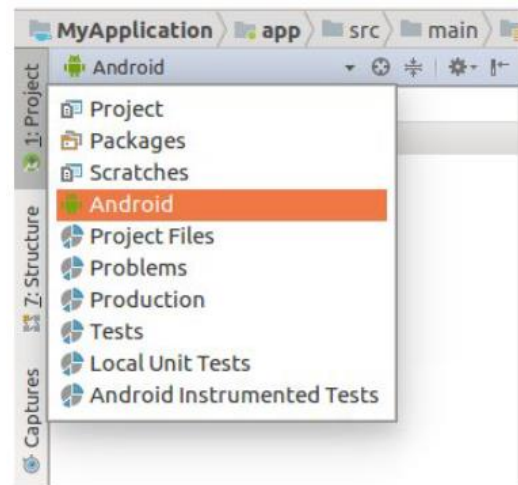 MyApplication app src main
Android
1: Project
Project
Packages
Scratches
Android
Project Files
Problems
Production
Tests
Local Unit Tests
Android Instrumented Tests
Z: Structure
Captures